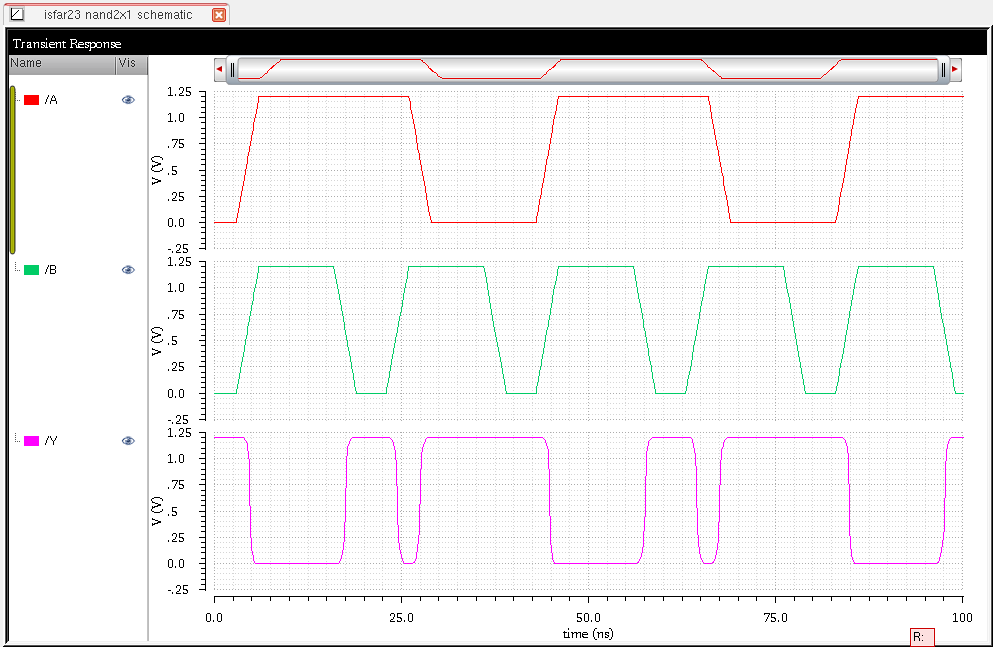 isfar23 nand2x1 schematic
Transient Response
Name Vis
/A
1.25
1.0
.75
.5
.25
0.0
-.25
V (V)
/B
1.25
1.0
.75
.5
.25
0.0
-.25
V (V)
/Y
1.25
1.0
.75
.5
.25
0.0
-.25
V (V)
0.0 25.0 50.0 75.0 100
time (ns)
R: